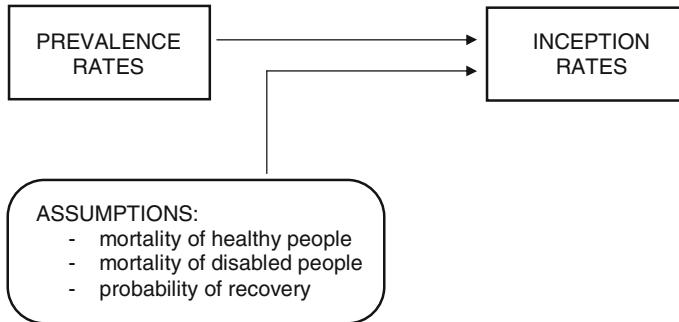 PREVALENCE
RATES
INCEPTION
RATES
ASSUMPTIONS:
- mortality of healthy people
- mortality of disabled people
- probability of recovery